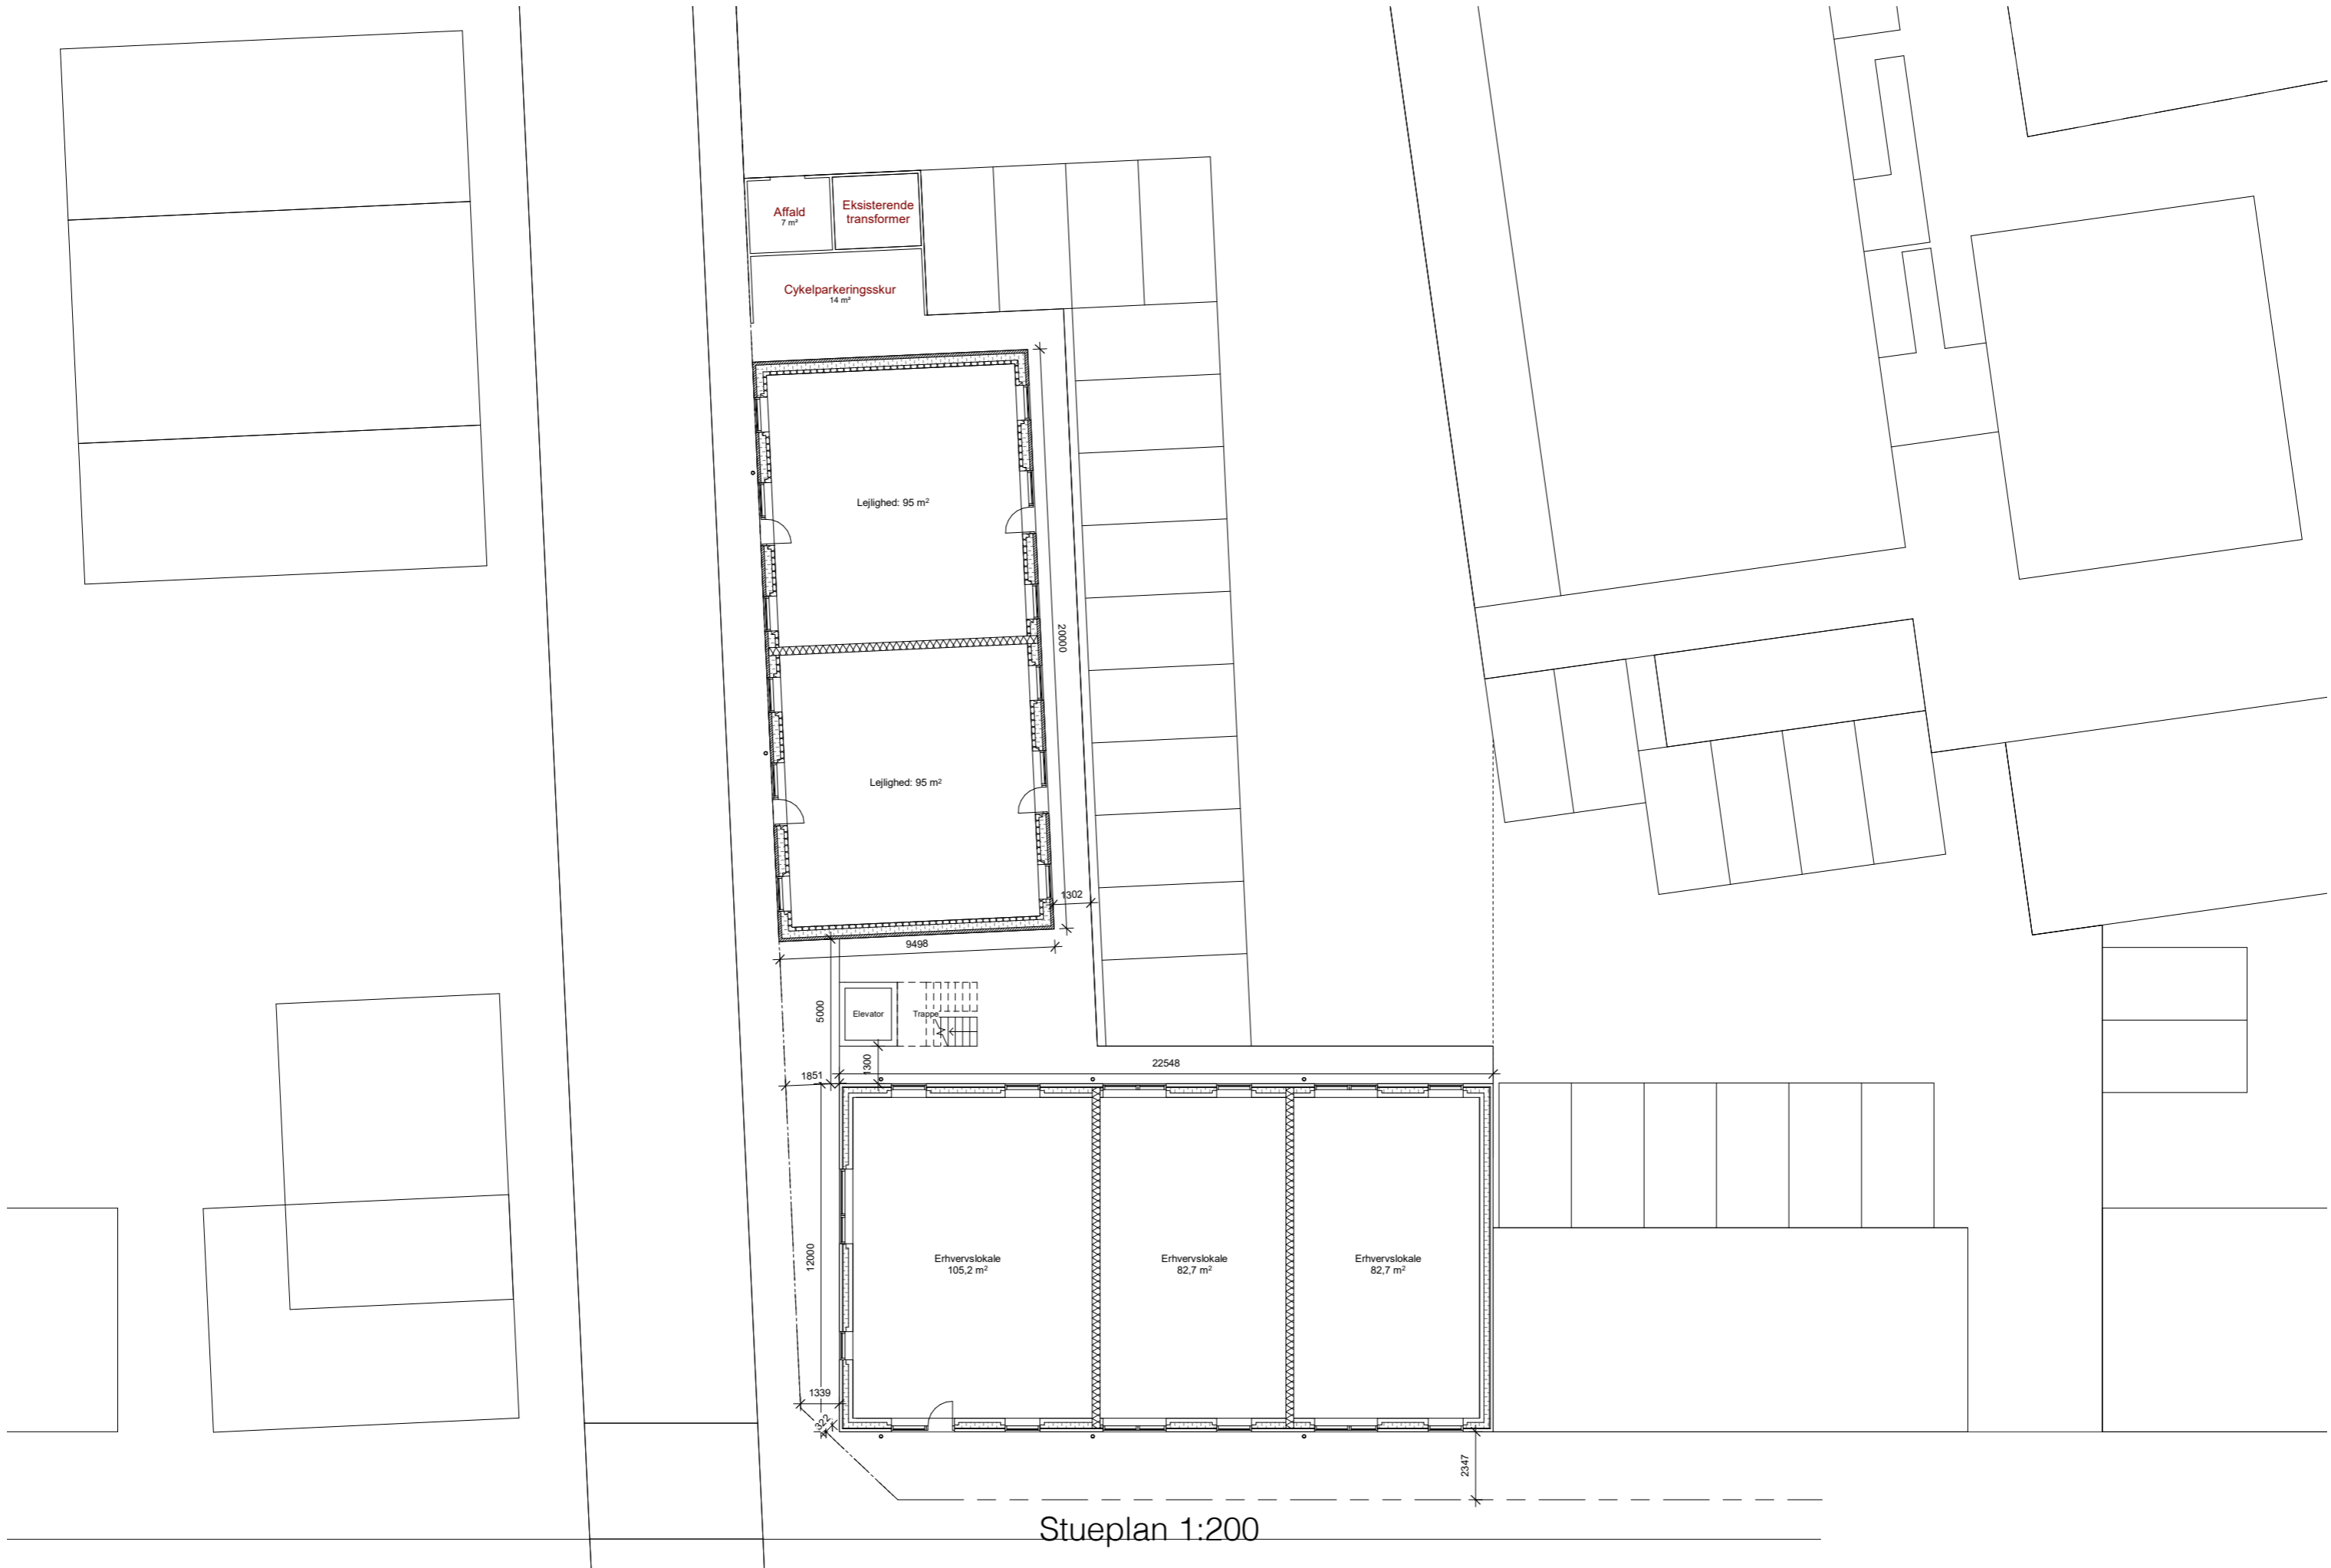 Affald
7 m²
Eksisterende
transformer
Cykelparkeringsskur
14 m²
Lejlighed: 95 m²
20000
Lejlighed: 95 m²
1302
9498
5000
Elevator
Trappe
1300
1851
22548
12000
Erhvervslokale
105,2 m²
Erhvervslokale
82,7 m²
Erhvervslokale
82,7 m²
1339
322
2347
Stueplan 1:200